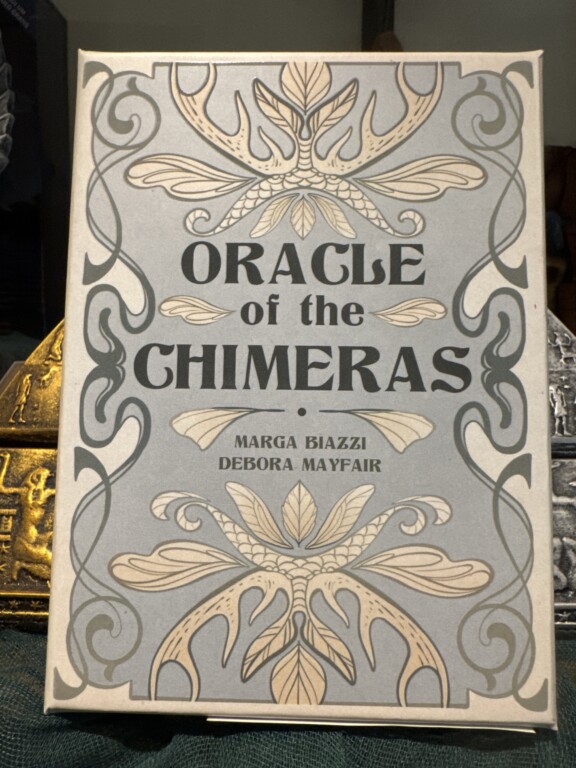 ORACLE
of the
CHIMERAS
MARGA BIAZZI
DEBORA MAYFAIR